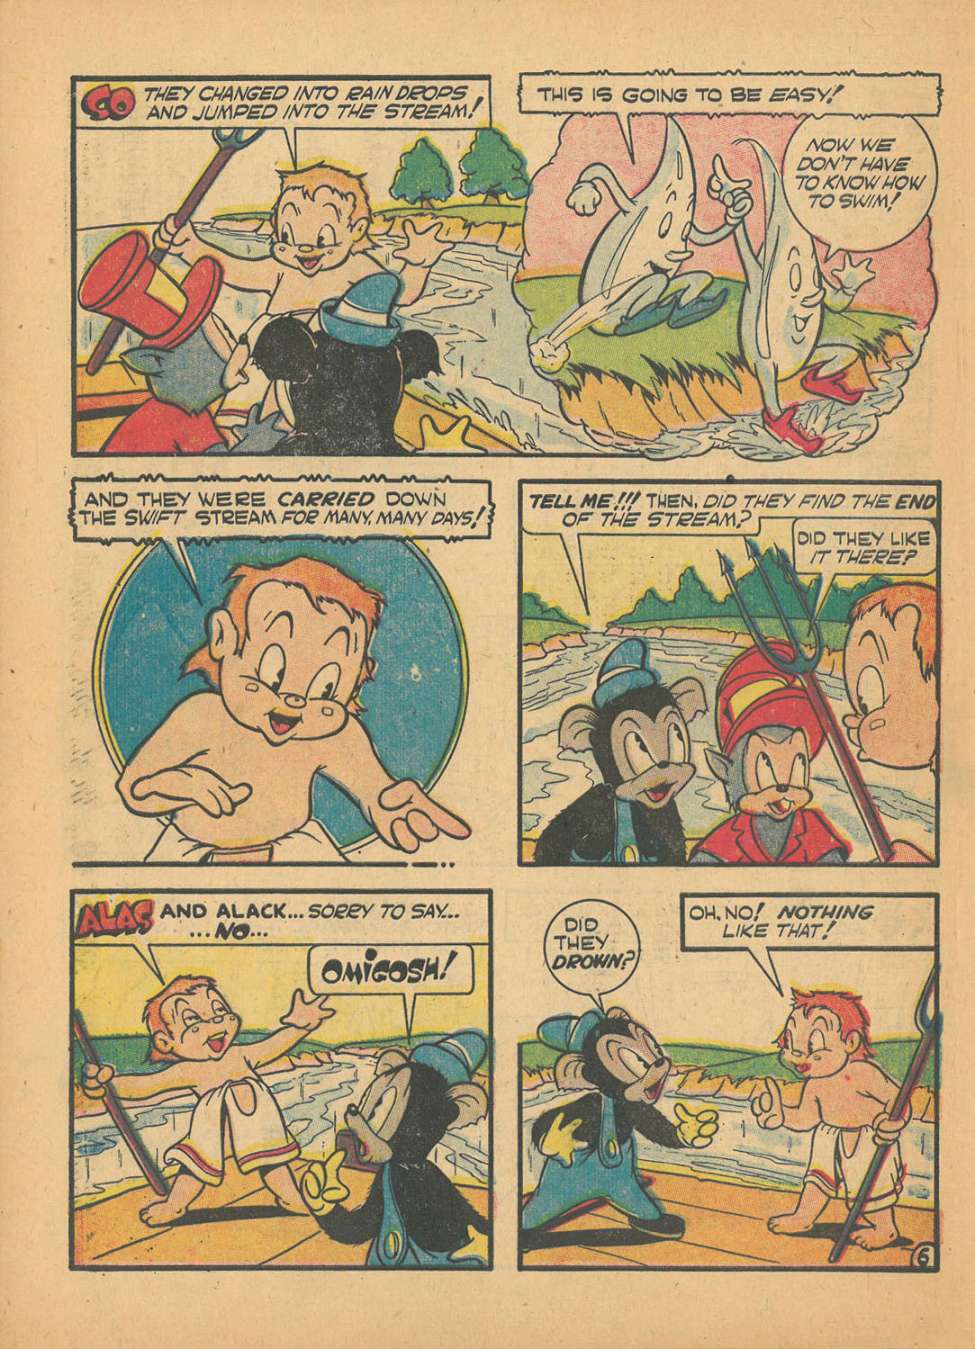 SO THEY CHANGED INTO RAIN DROPS
AND JUMPED INTO THE STREAM!
THIS IS GOING TO BE EASY!
NOW WE
DON'T HAVE
TO KNOW HOW
TO SWIM!
AND THEY WERE CARRIED DOWN
THE SWIFT STREAM FOR MANY, MANY DAYS!
TELL ME!!! THEN, DID THEY FIND THE END
OF THE STREAM?
DID THEY LIKE
IT THERE?
ALAS AND ALACK... SORRY TO SAY...
...NO...
OMIGOSH!
DID
THEY
DROWN?
OH, NO! NOTHING
LIKE THAT!
6